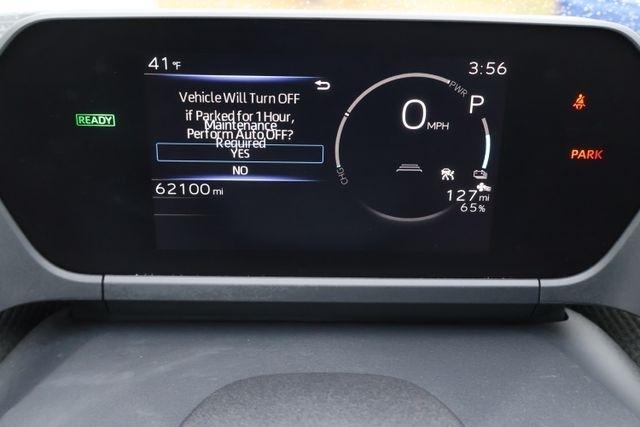 41°F
3:56
Vehicle Will Turn OFF
if Parked for 1 Hour,
Maintenance
Perform Auto OFF?
Required
YES
NO
62100 mi
READY
PWR
P
0 MPH
CHG
127 mi
65%
PARK